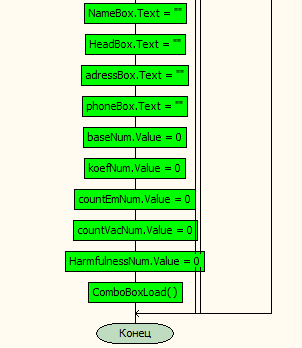 NameBox.Text = ""
HeadBox.Text = ""
adressBox.Text = ""
phoneBox.Text = ""
baseNum.Value = 0
koefNum.Value = 0
countEmNum.Value = 0
countVacNum.Value = 0
HarmfulnessNum.Value = 0
ComboBoxLoad( )
Конец